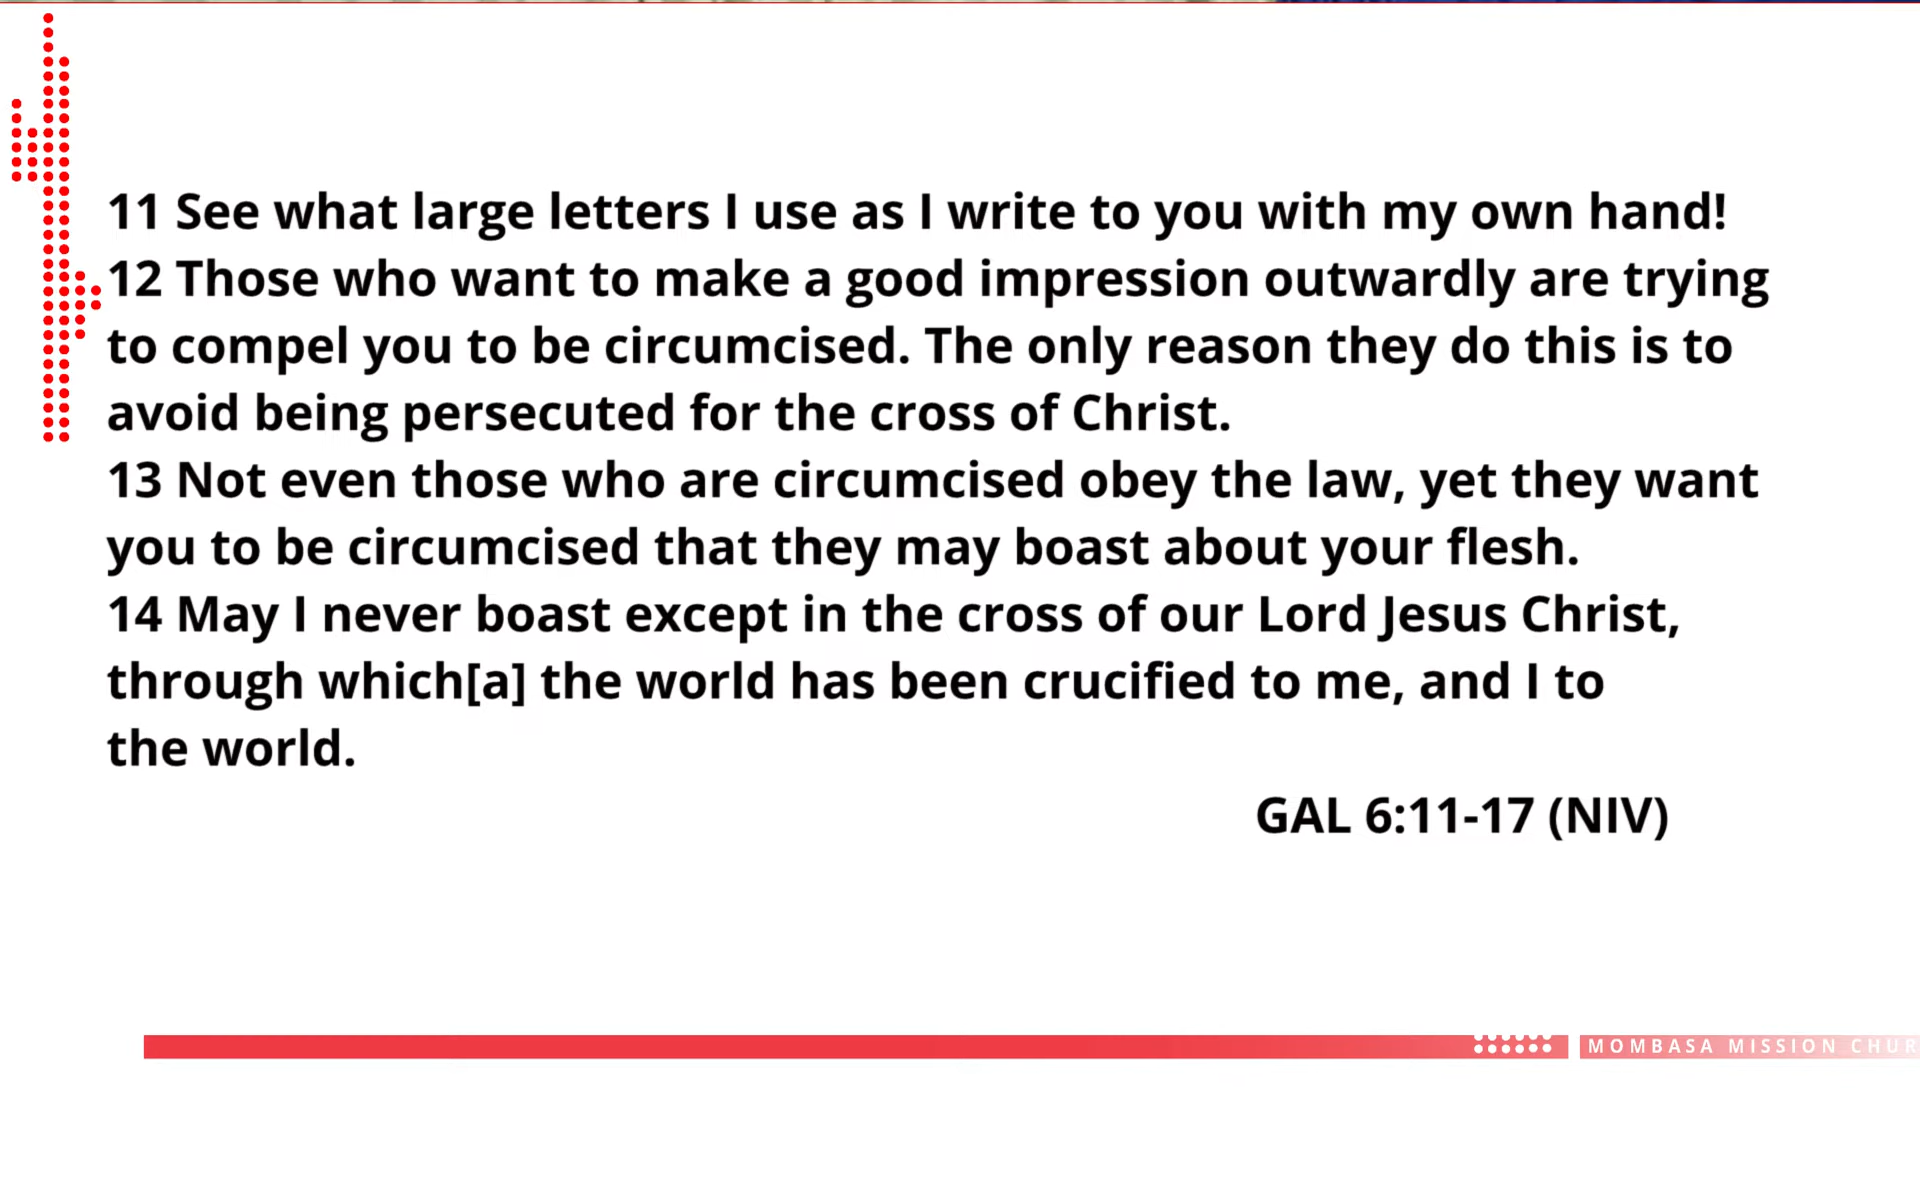 11 See what large letters I use as I write to you with my own hand!
12 Those who want to make a good impression outwardly are trying
to compel you to be circumcised. The only reason they do this is to
avoid being persecuted for the cross of Christ.
13 Not even those who are circumcised obey the law, yet they want
you to be circumcised that they may boast about your flesh.
14 May I never boast except in the cross of our Lord Jesus Christ,
through which[a] the world has been crucified to me, and I to
the world.
GAL 6:11-17 (NIV)
MOMBASA MISSION CHUR